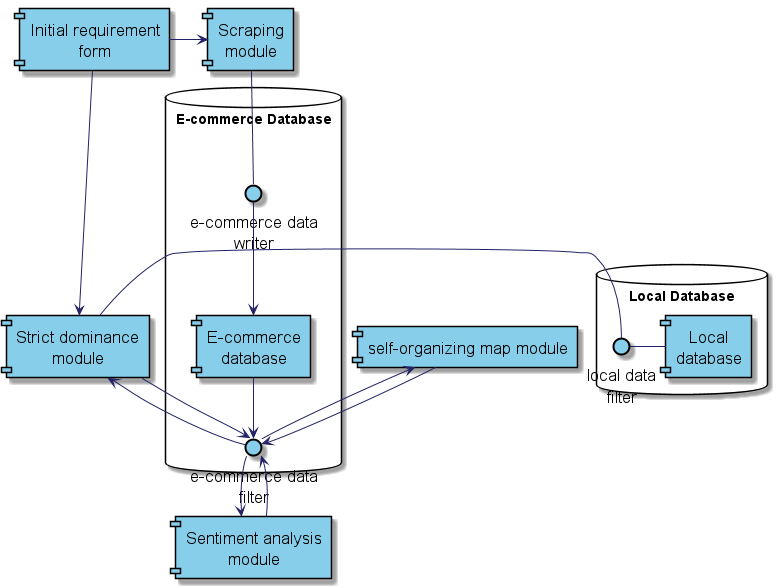 Initial requirement
form
Scraping
module
E-commerce Database
e-commerce data
writer
Local Database
Strict dominance
module
E-commerce
database
self-organizing map module
Local
database
local data
filter
e-commerce data
filter
Sentiment analysis
module